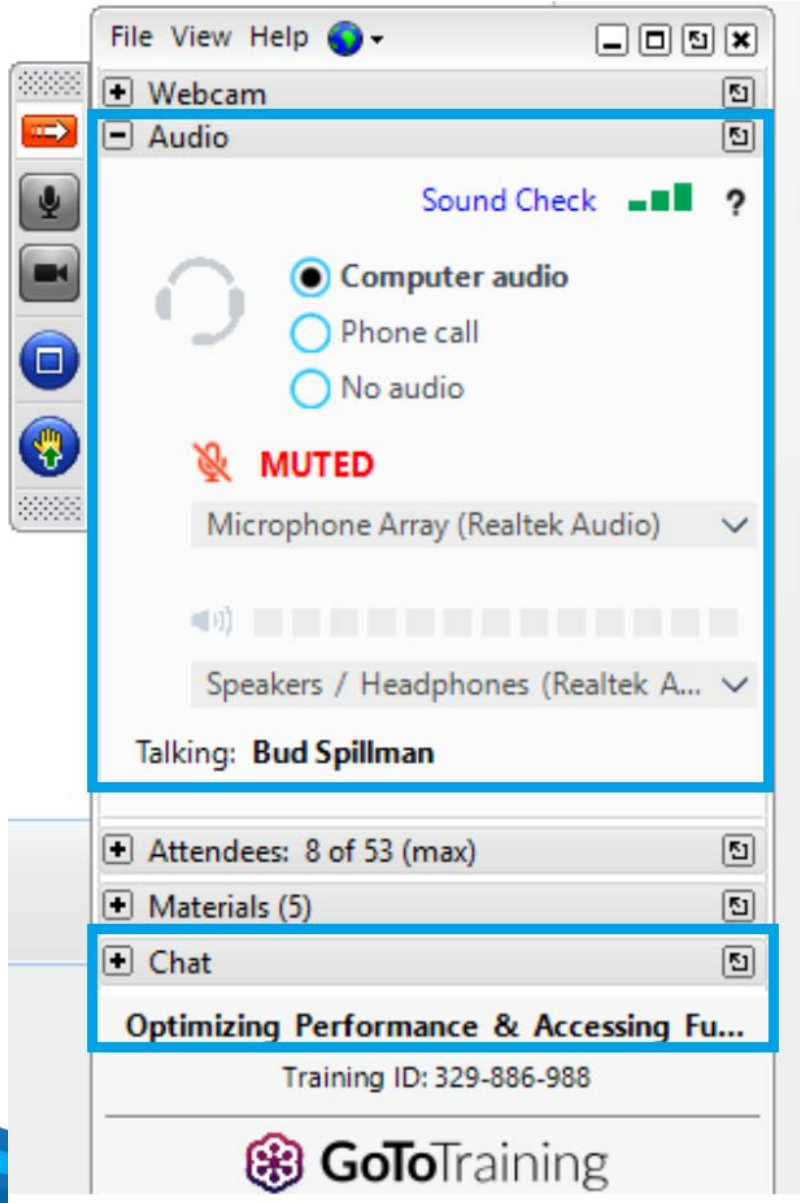 File View Help
Webcam
Audio
Sound Check ?
Computer audio
Phone call
No audio
MUTED
Microphone Array (Realtek Audio)
Speakers / Headphones (Realtek A...
Talking: Bud Spillman
Attendees: 8 of 53 (max)
Materials (5)
Chat
Optimizing Performance & Accessing Fu...
Training ID: 329-886-988
GoToTraining